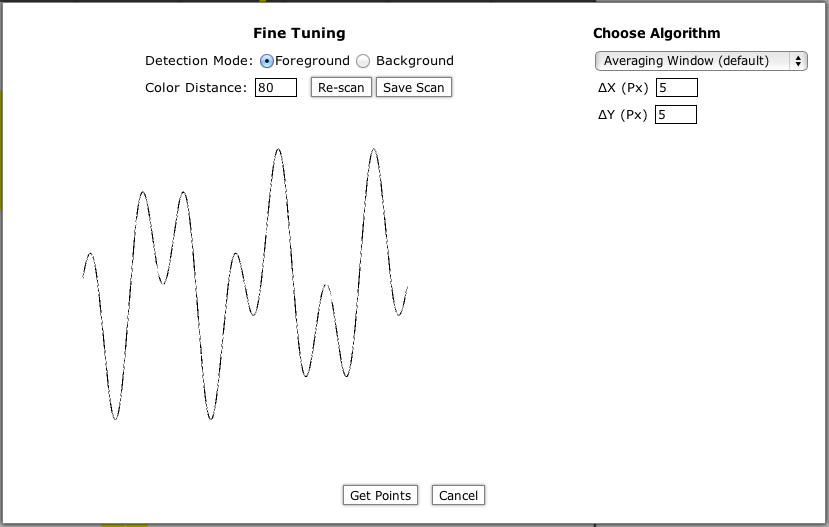 Fine Tuning
Detection Mode: Foreground Background
Color Distance: 80 Re-scan Save Scan
Choose Algorithm
Averaging Window (default)
ΔX (Px) 5
ΔY (Px) 5
Get Points Cancel